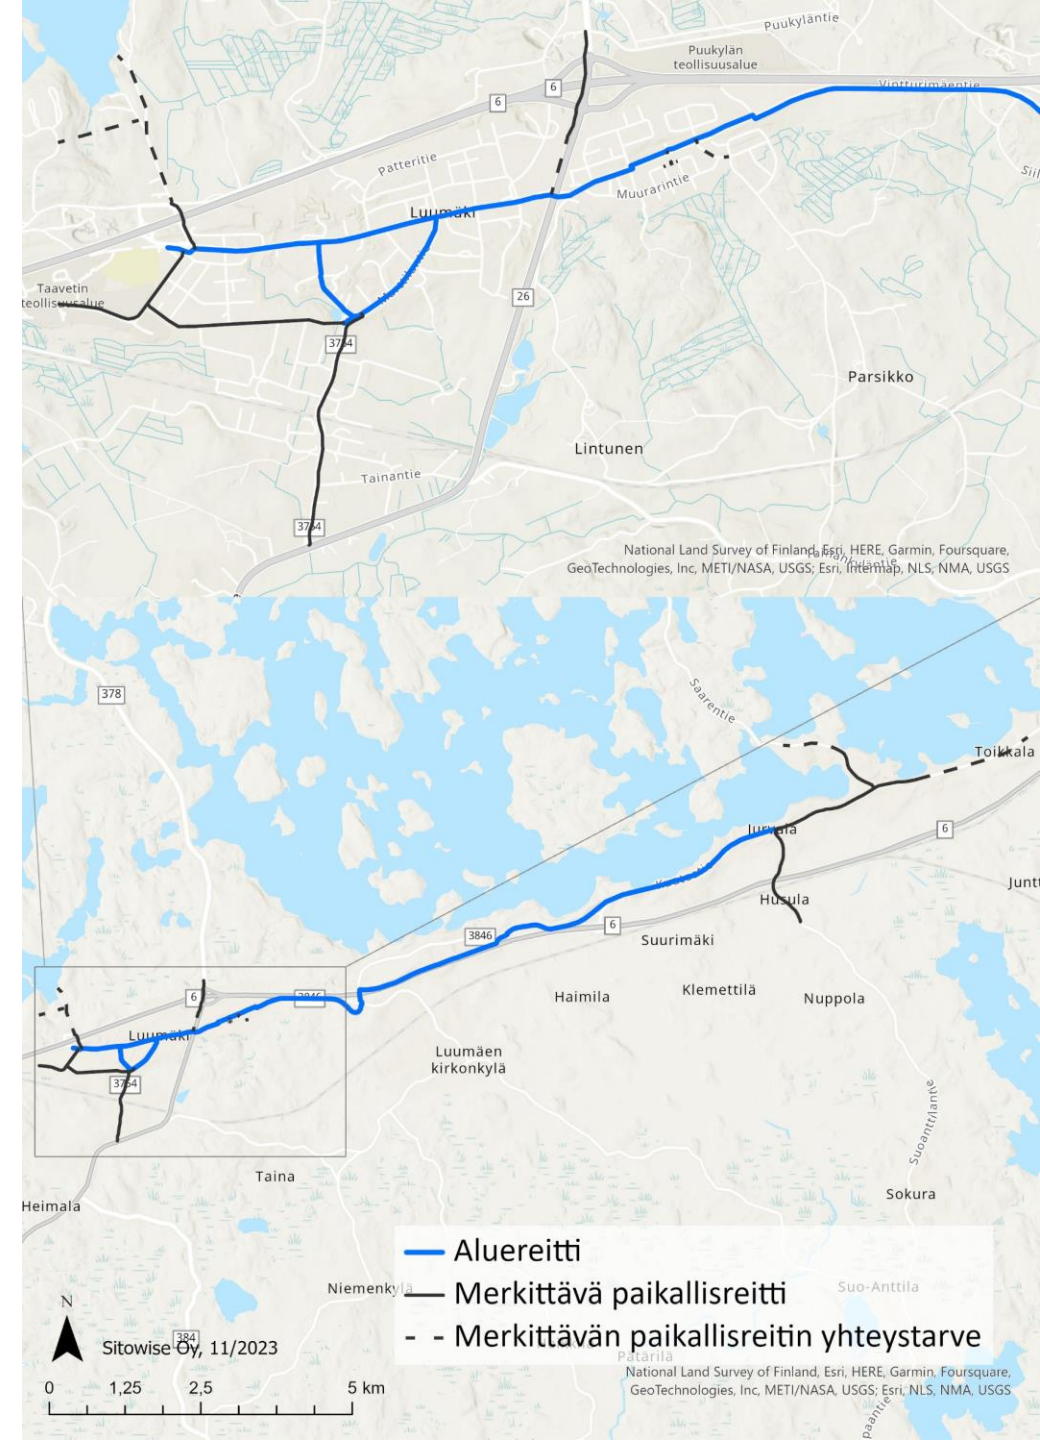 Puukyläntie
Puukylän
teollisuusalue
6
6
Vintturimäentie
Patteritie
Muurarintie
Luumäki
Taavetin
teollisuusalue
26
3754
Parsikko
Lintunen
Tainantie
3754
National Land Survey of Finland, Esri, HERE, Garmin, Foursquare,
GeoTechnologies, Inc, METI/NASA, USGS; Esri, Intermap, NLS, NMA, USGS
378
Saarentie
Toikkala
Jurvala
6
Husula
3846
6
Suurimäki
Klemettilä
Haimila
Nuppola
6
3846
Luumäki
Luumäen
kirkonkylä
3754
Suoanttilantie
Taina
Sokura
Heimala
Aluereitti
Niemenkylä
Merkittävä paikallisreitti
Suo-Anttila
N
Merkittävän paikallisreitin yhteystarve
384
Sitowise Oy, 11/2023
Pätärilä
National Land Survey of Finland, Esri, HERE, Garmin, Foursquare,
GeoTechnologies, Inc, METI/NASA, USGS; Esri, NLS, NMA, USGS
0 1,25 2,5 5 km